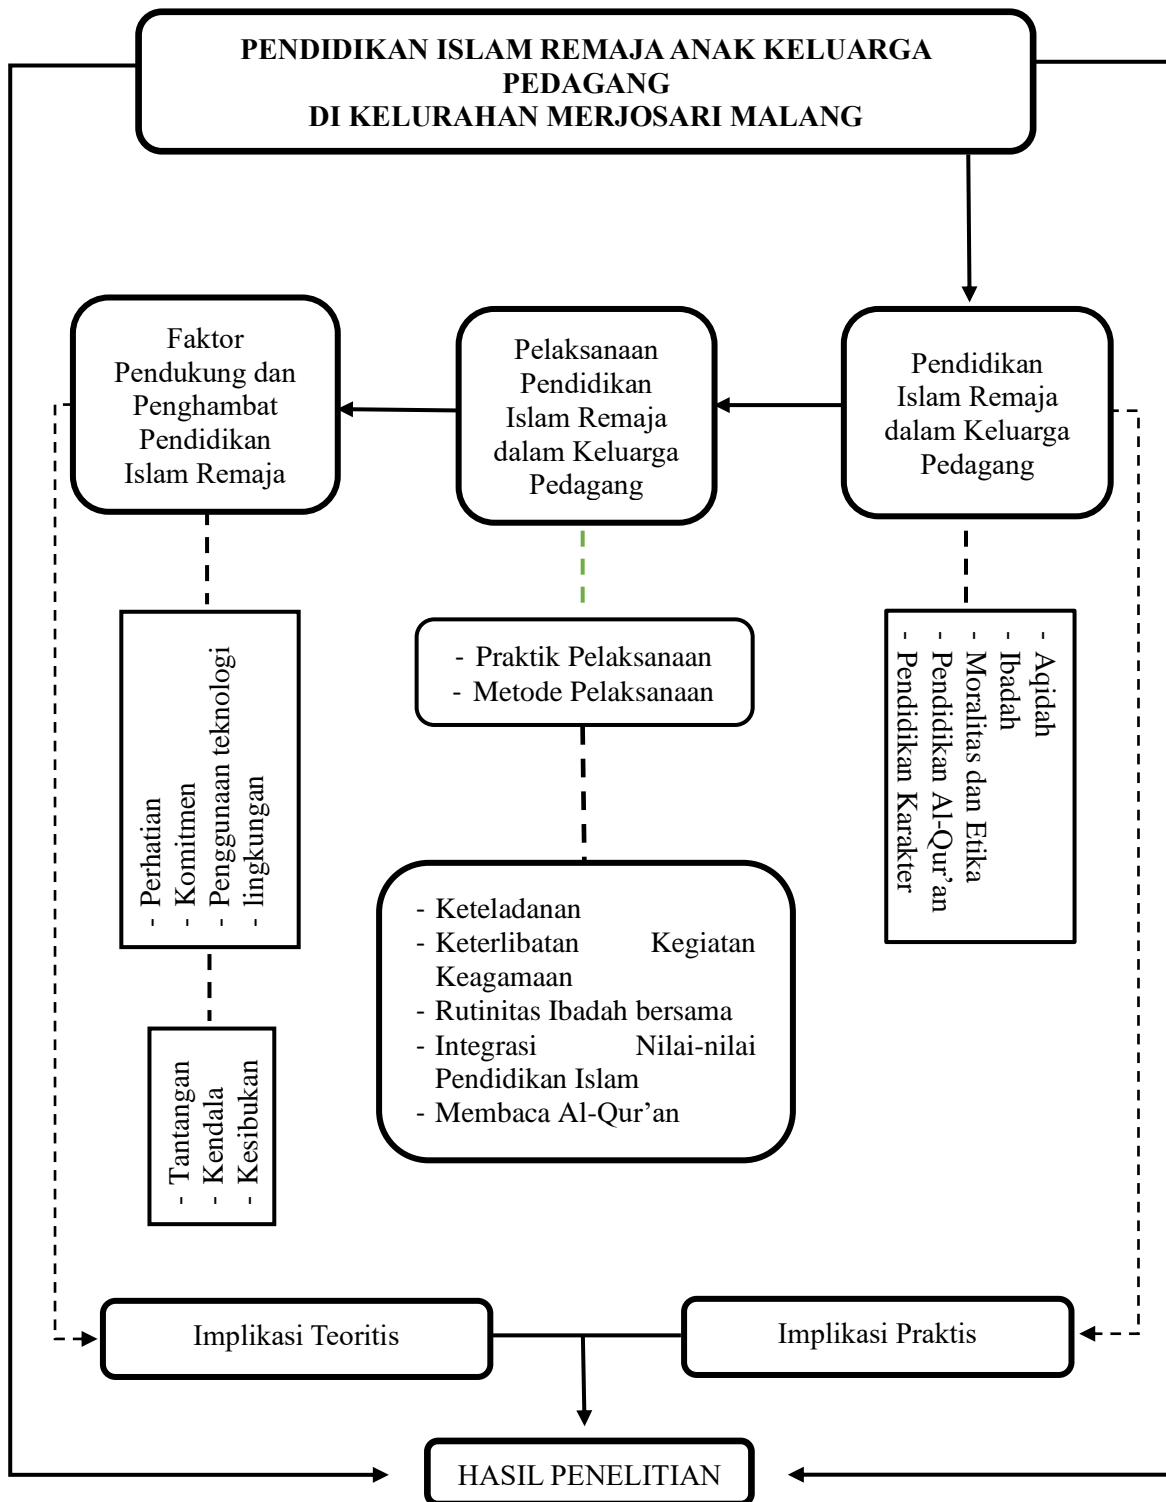 PENDIDIKAN ISLAM REMAJA ANAK KELUARGA
PEDAGANG
DI KELURAHAN MERJOSARI MALANG
Faktor
Pendukung dan
Penghambat
Pendidikan
Islam Remaja
Pelaksanaan
Pendidikan
Islam Remaja
dalam Keluarga
Pedagang
Pendidikan
Islam Remaja
dalam Keluarga
Pedagang
- Perhatian
- Komitmen
- Penggunaan teknologi
- lingkungan
- Praktik Pelaksanaan
- Metode Pelaksanaan
- Aqidah
- Ibadah
- Moralitas dan Etika
- Pendidikan Al-Qur’an
- Pendidikan Karakter
- Keteladanan
- Keterlibatan Kegiatan
Keagamaan
- Rutinitas Ibadah bersama
- Integrasi Nilai-nilai
Pendidikan Islam
- Membaca Al-Qur’an
- Tantangan
- Kendala
- Kesibukan
Implikasi Teoritis
Implikasi Praktis
HASIL PENELITIAN